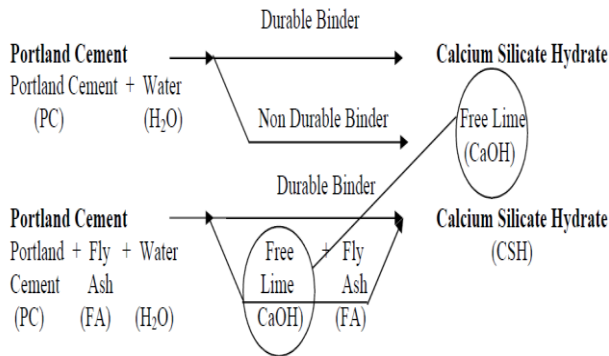 Durable Binder
Portland Cement Calcium Silicate Hydrate
Portland Cement + Water
(PC) (H₂O)
Non Durable Binder
Free Lime
(CaOH)
Durable Binder
Portland Cement Calcium Silicate Hydrate
Portland + Fly + Water Free + Fly (CSH)
Cement Ash Lime Ash
(PC) (FA) (H₂O) CaOH) (FA)